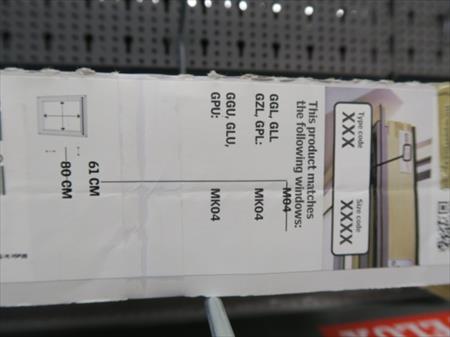 Type code
XXX
Size code
XXXX
This product matches
the following windows:
M04
GGL, GLL
GZL, GPL: MK04
GGU, GLU,
GPU: MK04
61 CM
80 CM